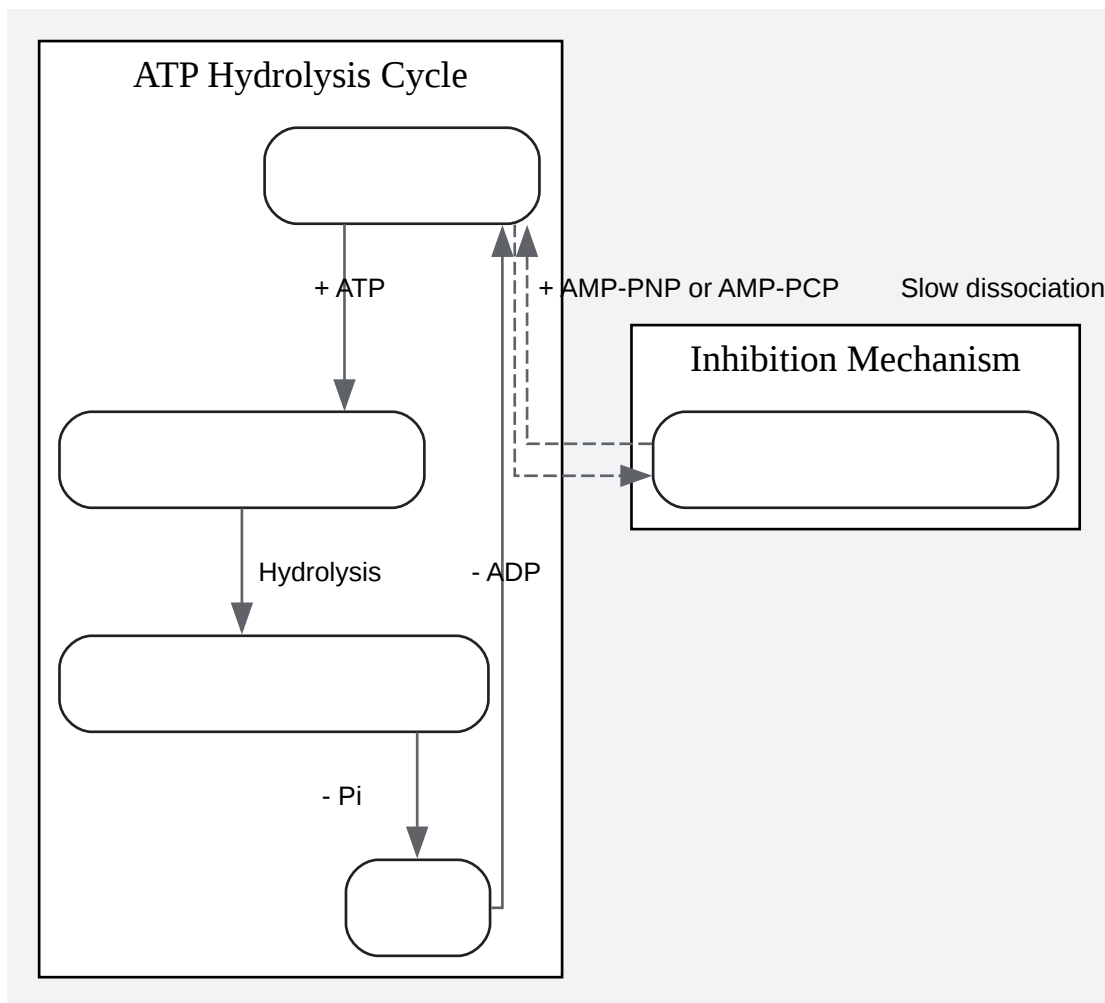 ATP Hydrolysis Cycle
+ ATP
+ AMP-PNP or AMP-PCP
Slow dissociation
Inhibition Mechanism
Hydrolysis
- ADP
- Pi